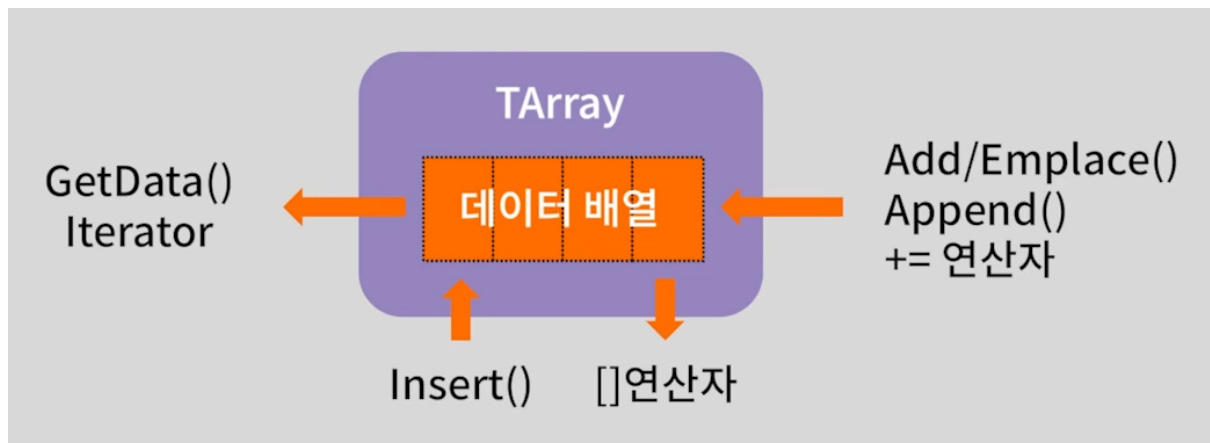 TArray
GetData()
Iterator
데이터 배열
Add/Emplace()
Append()
+= 연산자
Insert()
[]연산자